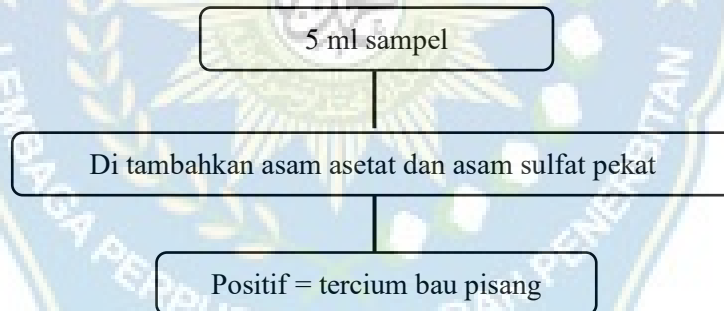 5 ml sampel
Di tambahkan asam asetat dan asam sulfat pekat
Positif = tercium bau pisang